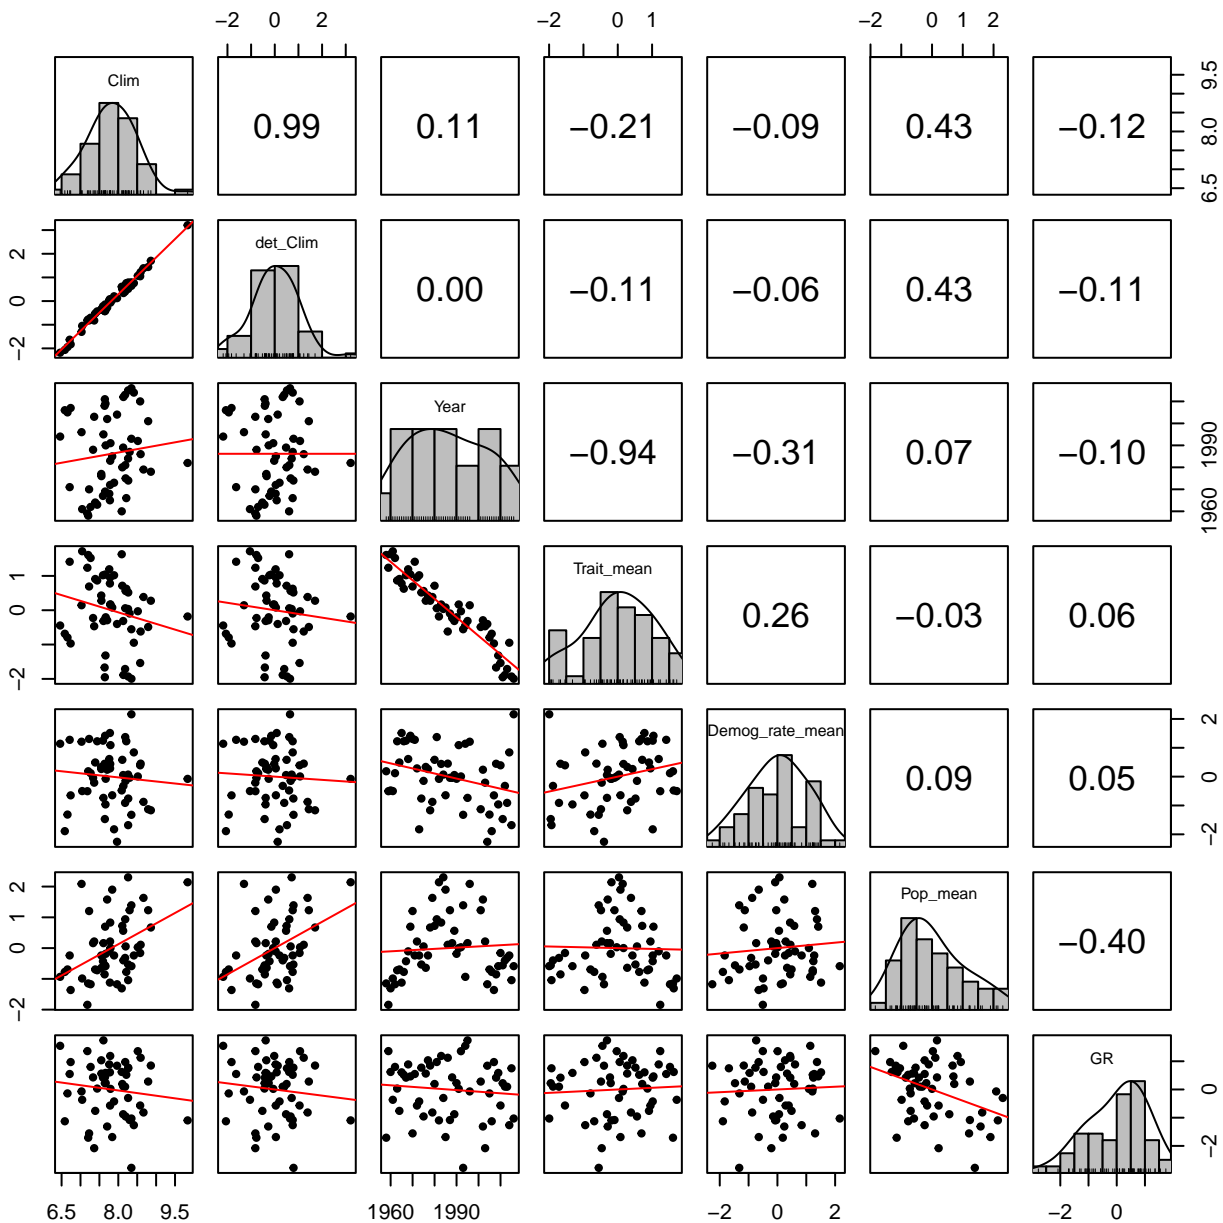 −2 0 2 −2 0 1 −2 0 1 2
Clim 0.99 0.11 −0.21 −0.09 0.43 −0.12 6.5 8.0 9.5
−2 0 2 det_Clim 0.00 −0.11 −0.06 0.43 −0.11
Year −0.94 −0.31 0.07 −0.10 1960 1990
−2 0 1 Trait_mean 0.26 −0.03 0.06
Demog_rate_mean 0.09 0.05 −2 0 1 2
−2 0 1 2 Pop_mean −0.40
GR −2 0
6.5 8.0 9.5 1960 1990 −2 0 2 −2 0